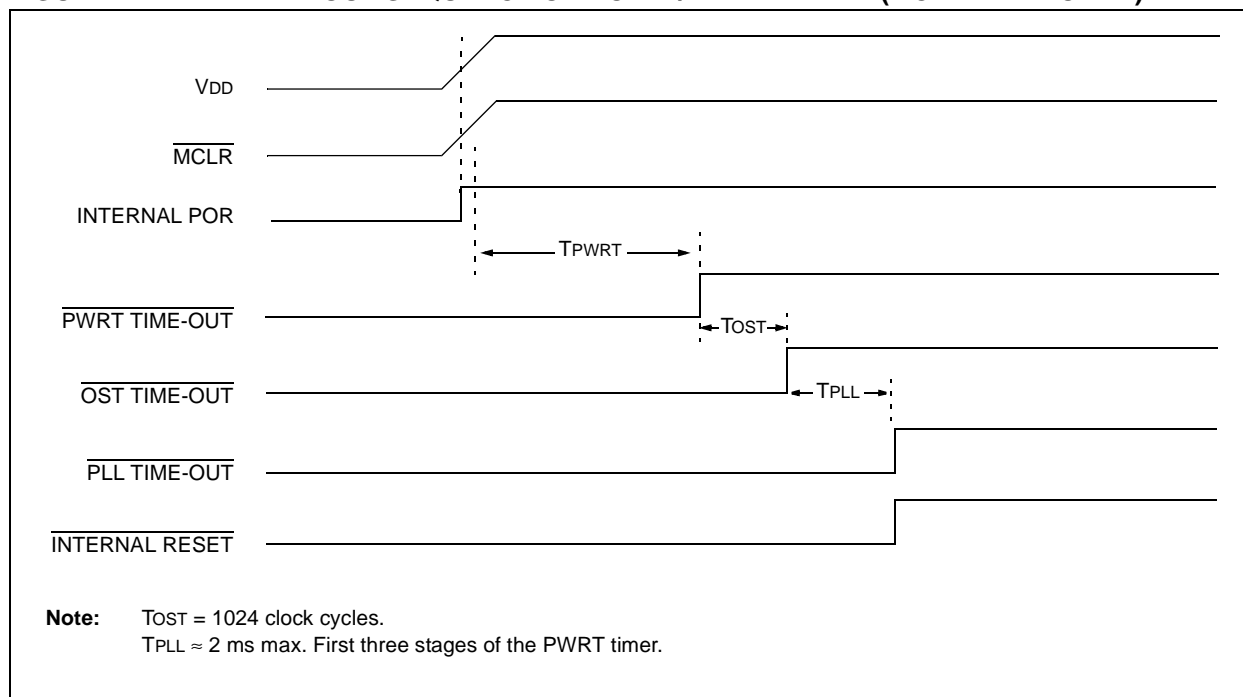 VDD
MCLR
INTERNAL POR
TPWRT
PWRT TIME-OUT
TOST
OST TIME-OUT
TPLL
PLL TIME-OUT
INTERNAL RESET
Note: TOST = 1024 clock cycles.
TPLL ≈ 2 ms max. First three stages of the PWRT timer.